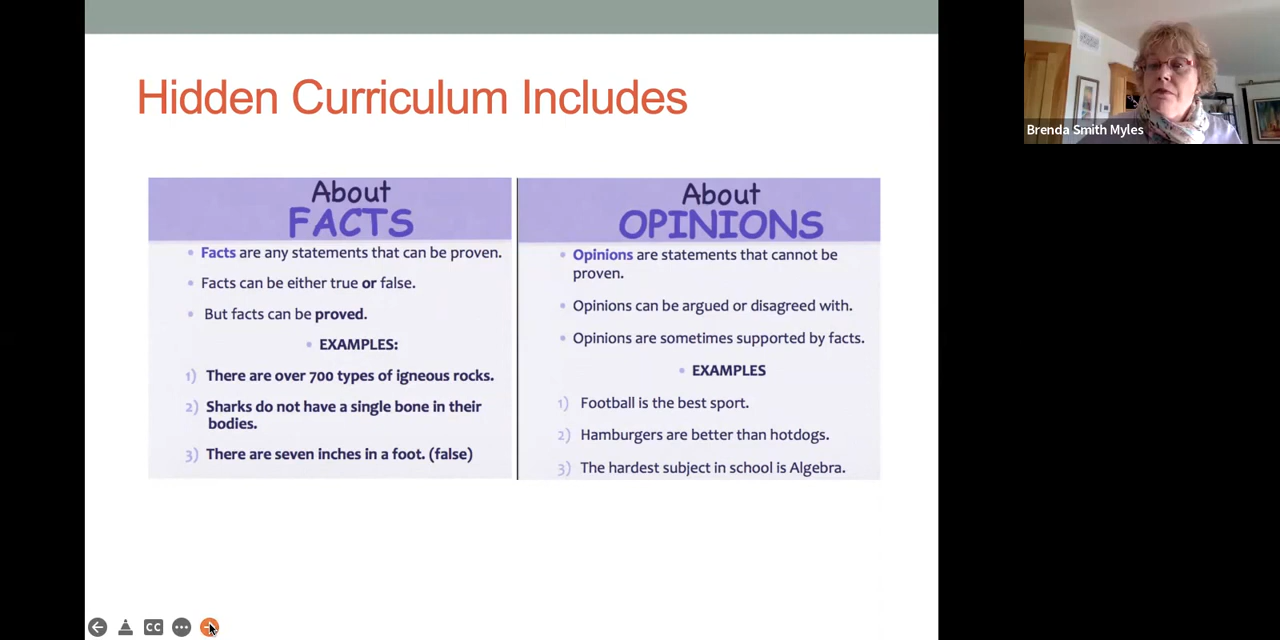 Hidden Curriculum Includes
About
FACTS
• Facts are any statements that can be proven.
• Facts can be either true or false.
• But facts can be proved.
• EXAMPLES:
1) There are over 700 types of igneous rocks.
2) Sharks do not have a single bone in their
bodies.
3) There are seven inches in a foot. (false)
About
OPINIONS
• Opinions are statements that cannot be
proven.
• Opinions can be argued or disagreed with.
• Opinions are sometimes supported by facts.
• EXAMPLES
1) Football is the best sport.
2) Hamburgers are better than hotdogs.
3) The hardest subject in school is Algebra.
Brenda Smith Myles
CC